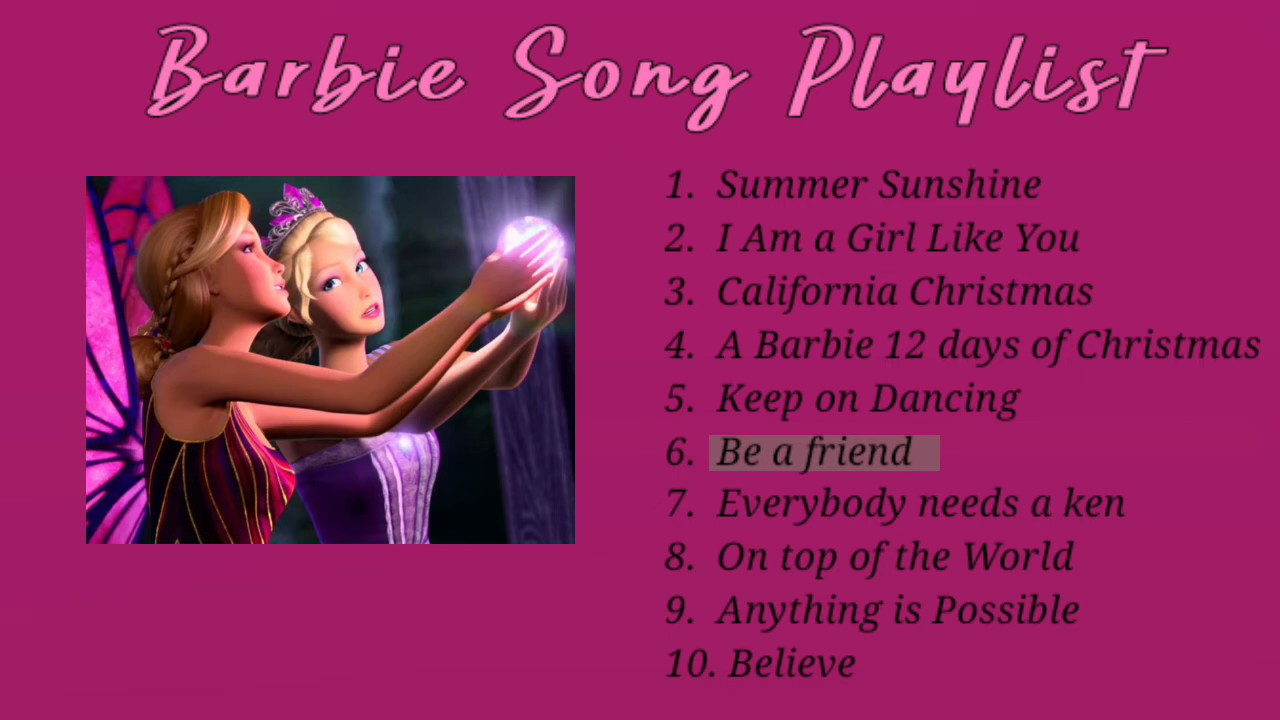 Barbie Song Playlist
1. Summer Sunshine
2. I Am a Girl Like You
3. California Christmas
4. A Barbie 12 days of Christmas
5. Keep on Dancing
6. Be a friend
7. Everybody needs a ken
8. On top of the World
9. Anything is Possible
10. Believe